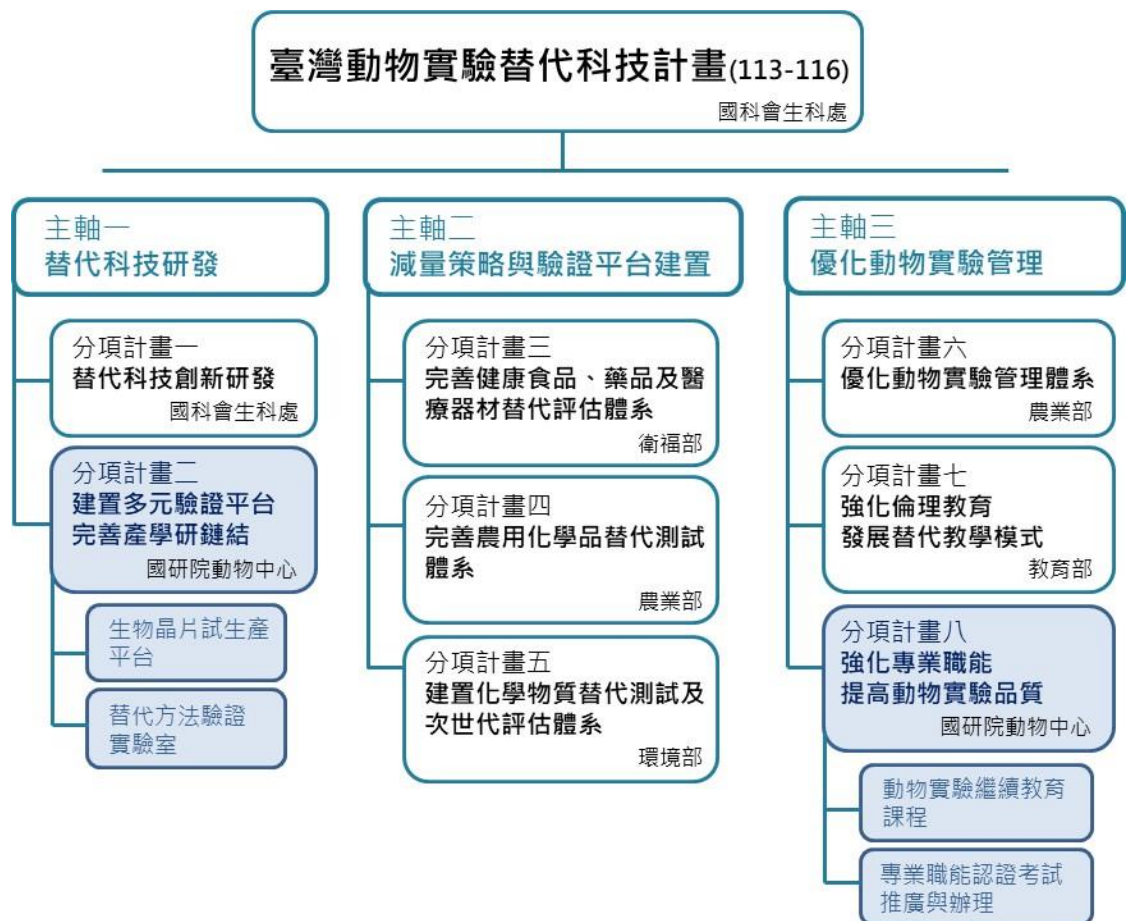 臺灣動物實驗替代科技計畫(113-116)
國科會生科處
主軸一
替代科技研發
分項計畫一
替代科技創新研發
國科會生科處
分項計畫二
建置多元驗證平台
完善產學研鏈結
國研院動物中心
生物晶片試生產
平台
替代方法驗證
實驗室
主軸二
減量策略與驗證平台建置
分項計畫三
完善健康食品、藥品及醫
療器材替代評估體系
衛福部
分項計畫四
完善農用化學品替代測試
體系
農業部
分項計畫五
建置化學物質替代測試及
次世代評估體系
環境部
主軸三
優化動物實驗管理
分項計畫六
優化動物實驗管理體系
農業部
分項計畫七
強化倫理教育
發展替代教學模式
教育部
分項計畫八
強化專業職能
提高動物實驗品質
國研院動物中心
動物實驗繼續教育
課程
專業職能認證考試
推廣與辦理